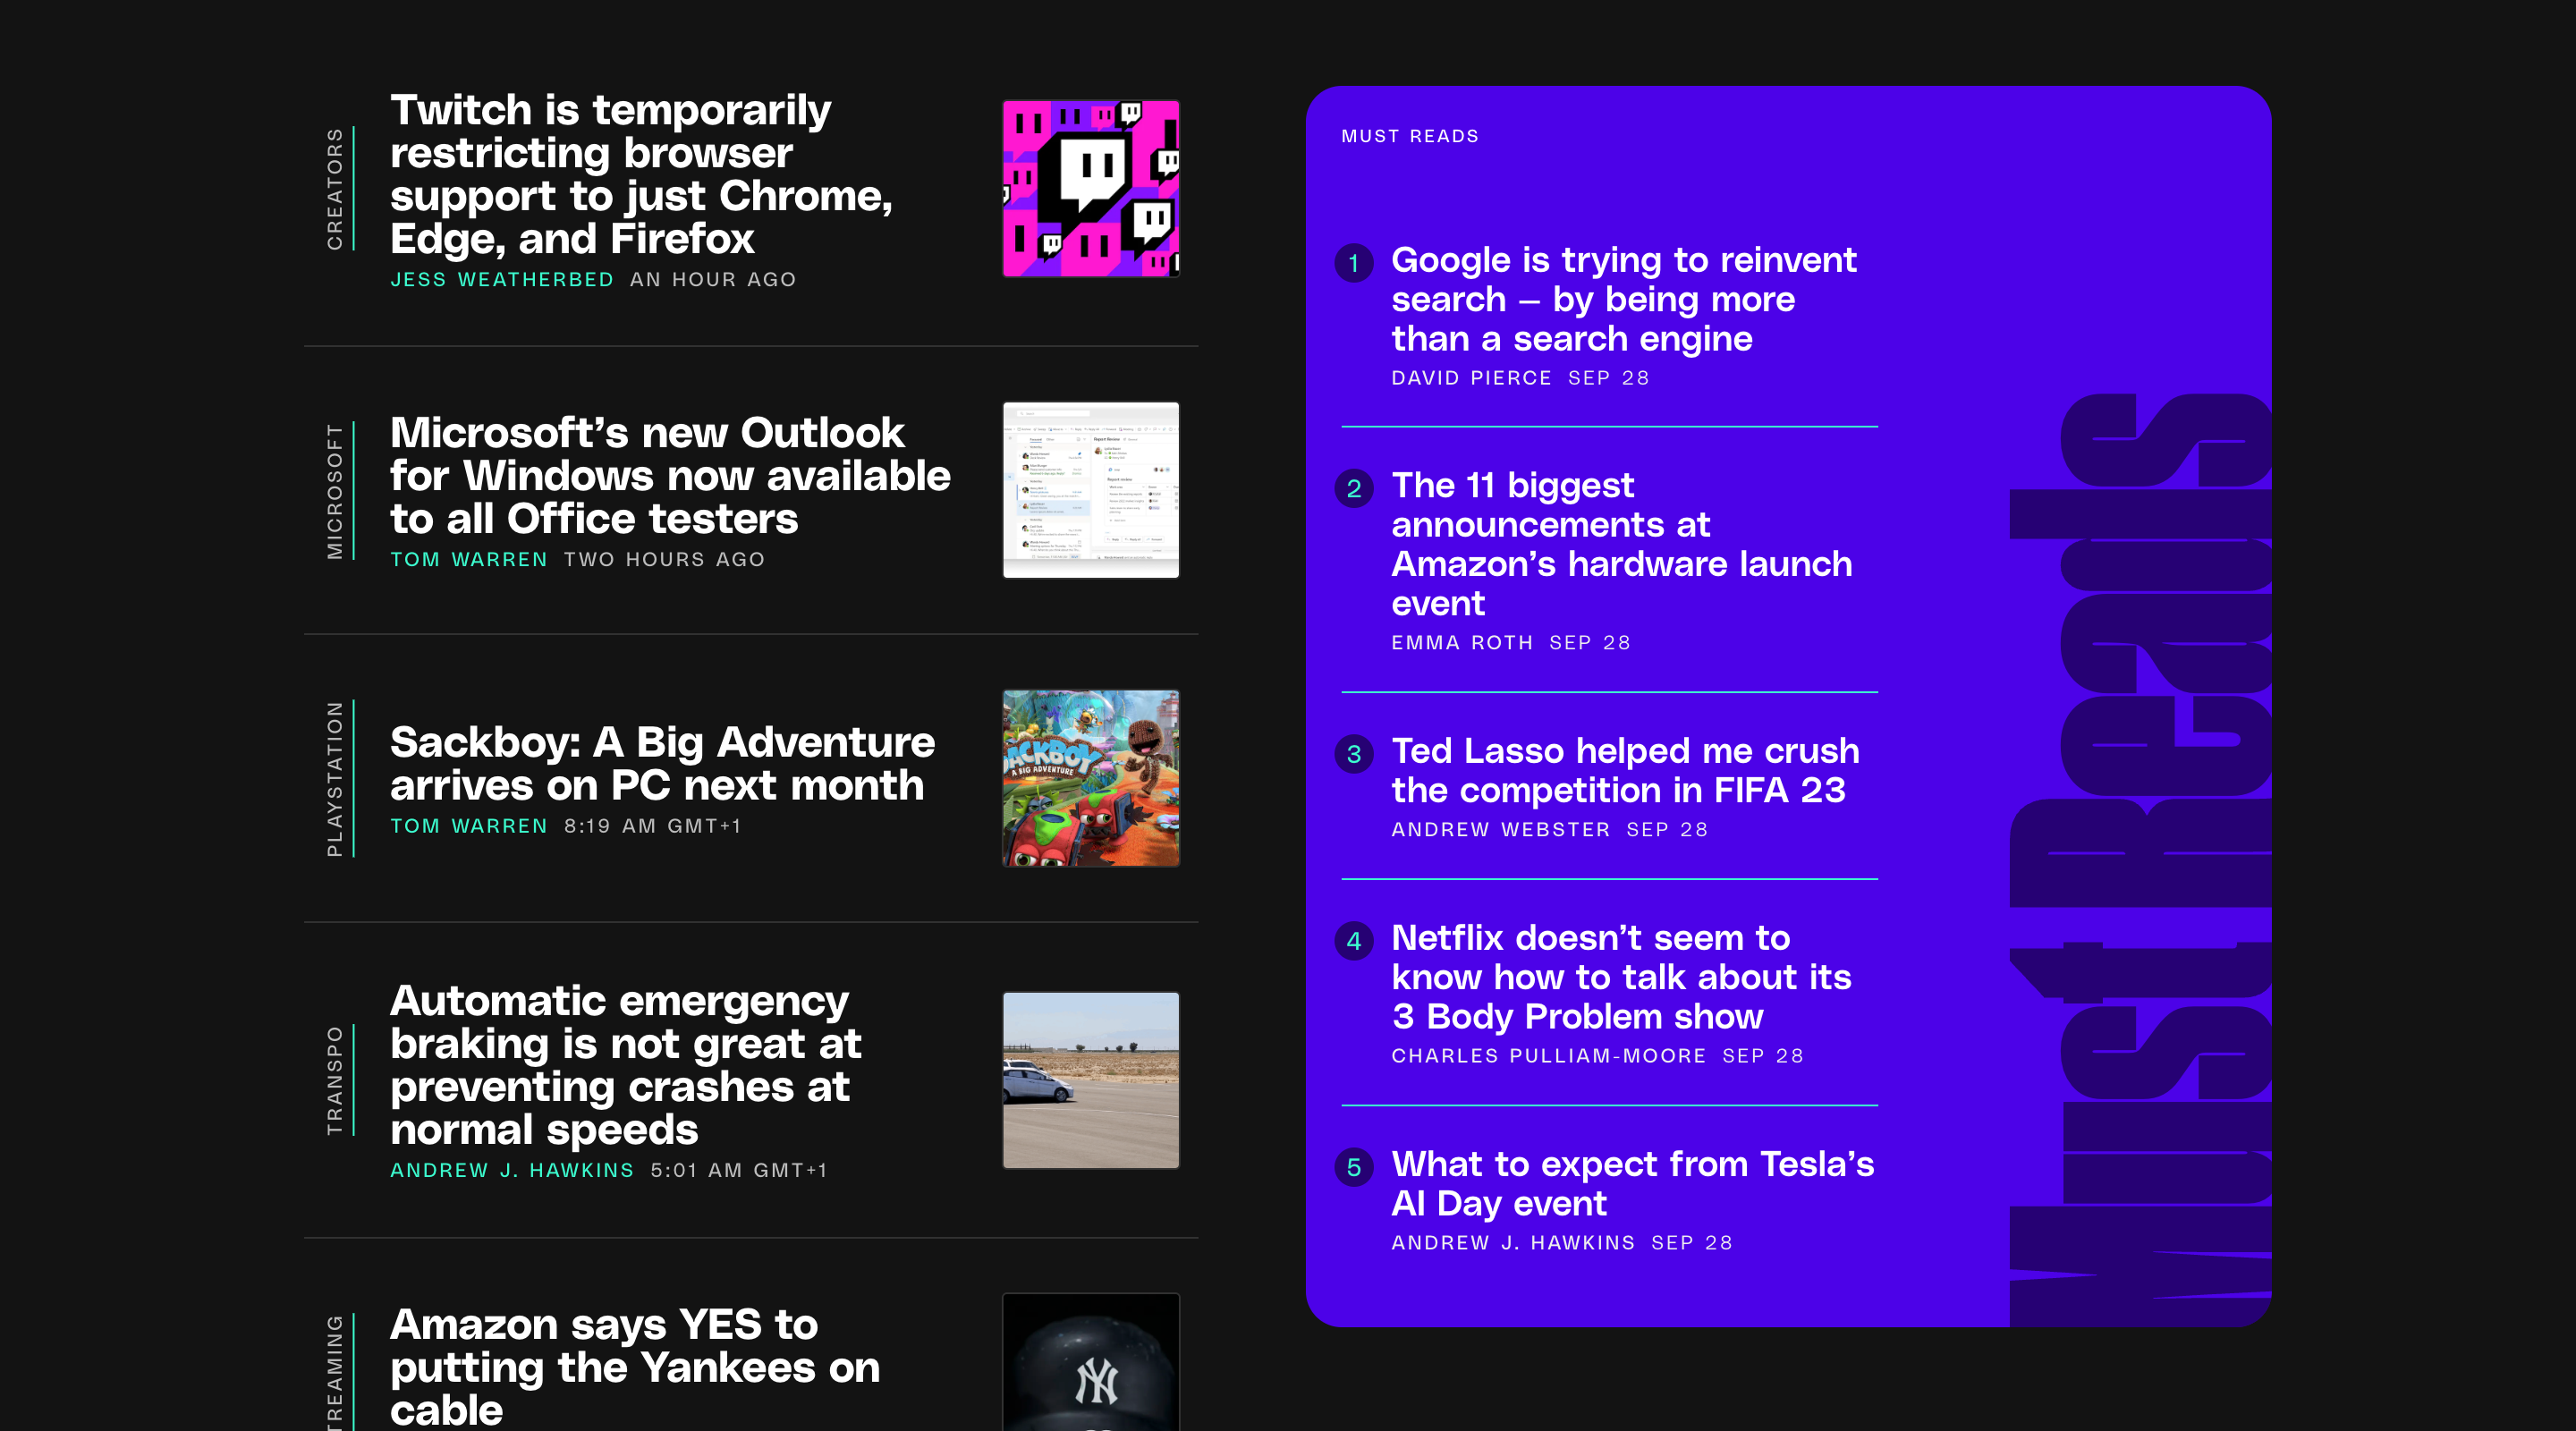 CREATORS
Twitch is temporarily
restricting browser
support to just Chrome,
Edge, and Firefox
JESS WEATHERBED AN HOUR AGO
MICROSOFT
Microsoft’s new Outlook
for Windows now available
to all Office testers
TOM WARREN TWO HOURS AGO
PLAYSTATION
Sackboy: A Big Adventure
arrives on PC next month
TOM WARREN 8:19 AM GMT+1
ACKBOY
A BIG ADVENTURE
TRANSPO
Automatic emergency
braking is not great at
preventing crashes at
normal speeds
ANDREW J. HAWKINS 5:01 AM GMT+1
TREAMING
Amazon says YES to
putting the Yankees on
cable
NY
MUST READS
1 Google is trying to reinvent
search – by being more
than a search engine
DAVID PIERCE SEP 28
2 The 11 biggest
announcements at
Amazon’s hardware launch
event
EMMA ROTH SEP 28
3 Ted Lasso helped me crush
the competition in FIFA 23
ANDREW WEBSTER SEP 28
4 Netflix doesn’t seem to
know how to talk about its
3 Body Problem show
CHARLES PULLIAM-MOORE SEP 28
5 What to expect from Tesla’s
AI Day event
ANDREW J. HAWKINS SEP 28
Must Reads